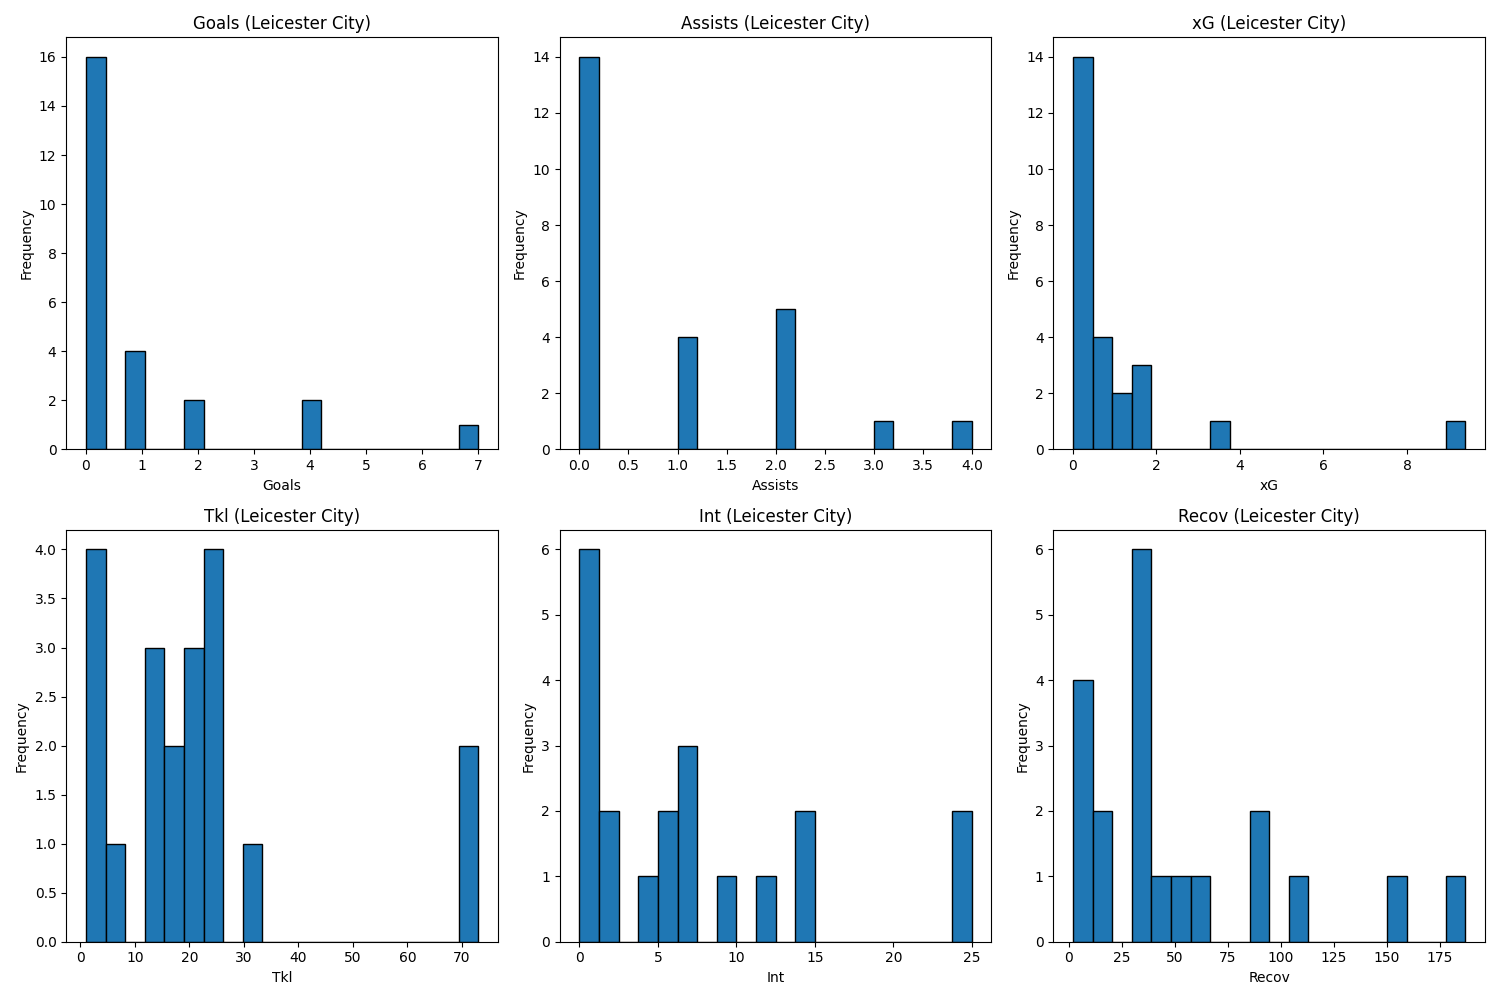 Goals (Leicester City)
Assists (Leicester City)
xG (Leicester City)
16
14
12
10
8
6
4
2
0
Frequency
0 1 2 3 4 5 6 7
Goals
14
12
10
8
6
4
2
0
Frequency
0.0 0.5 1.0 1.5 2.0 2.5 3.0 3.5 4.0
Assists
14
12
10
8
6
4
2
0
Frequency
0 2 4 6 8
xG
Tkl (Leicester City)
Int (Leicester City)
Recov (Leicester City)
4.0
3.5
3.0
2.5
2.0
1.5
1.0
0.5
0.0
Frequency
0 10 20 30 40 50 60 70
Tkl
6
5
4
3
2
1
0
Frequency
0 5 10 15 20 25
Int
6
5
4
3
2
1
0
Frequency
0 25 50 75 100 125 150 175
Recov